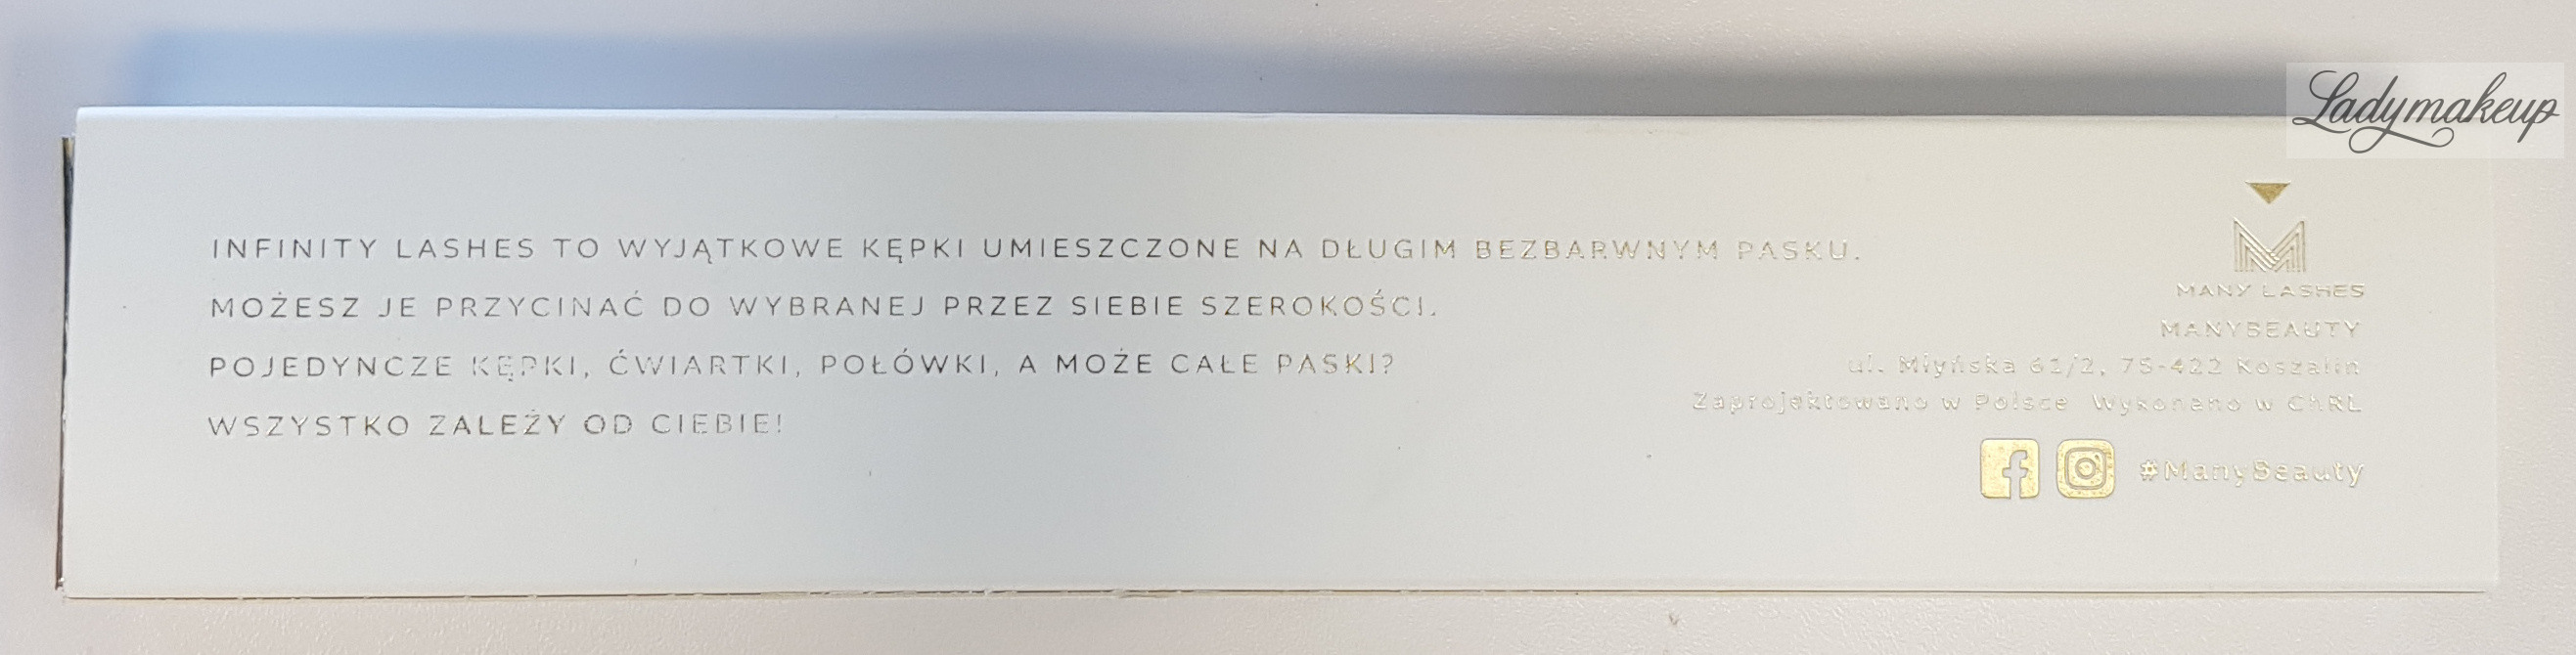 Ladymakeup
INFINITY LASHES TO WYJĄTKOWE KĘPKI UMIESZCZONE NA DŁUGIM BEZBARWNYM PASKU.
MOŻESZ JE PRZYCINAĆ DO WYBRANEJ PRZEZ SIEBIE SZEROKOŚCI.
POJEDYNCZE KĘPKI, ĆWIARTKI, POŁÓWKI, A MOŻE CAŁE PASKI?
WSZYSTKO ZALEŻY OD CIEBIE!
MANY LASHES
MANYBEAUTY
ul. Młyńska 61/2, 75-422 Koszalin
Zaprojektowano w Polsce Wykonano w ChRL
#ManyBeauty